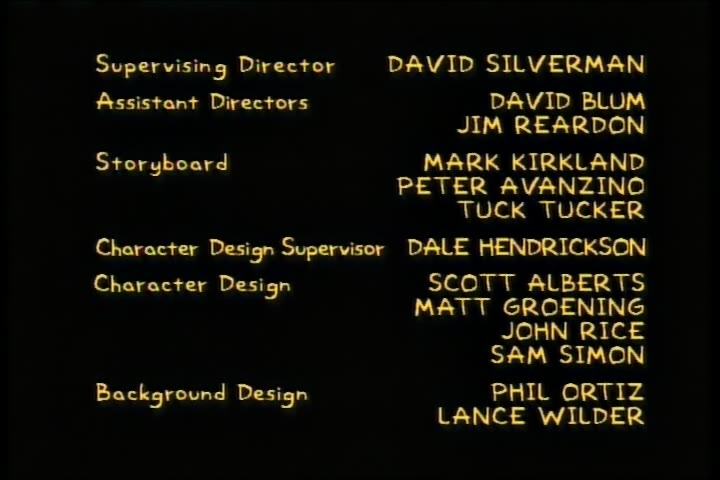 Supervising Director DAVID SILVERMAN
Assistant Directors DAVID BLUM
JIM REARDON
Storyboard MARK KIRKLAND
PETER AVANZINO
TUCK TUCKER
Character Design Supervisor DALE HENDRICKSON
Character Design SCOTT ALBERTS
MATT GROENING
JOHN RICE
SAM SIMON
Background Design PHIL ORTIZ
LANCE WILDER